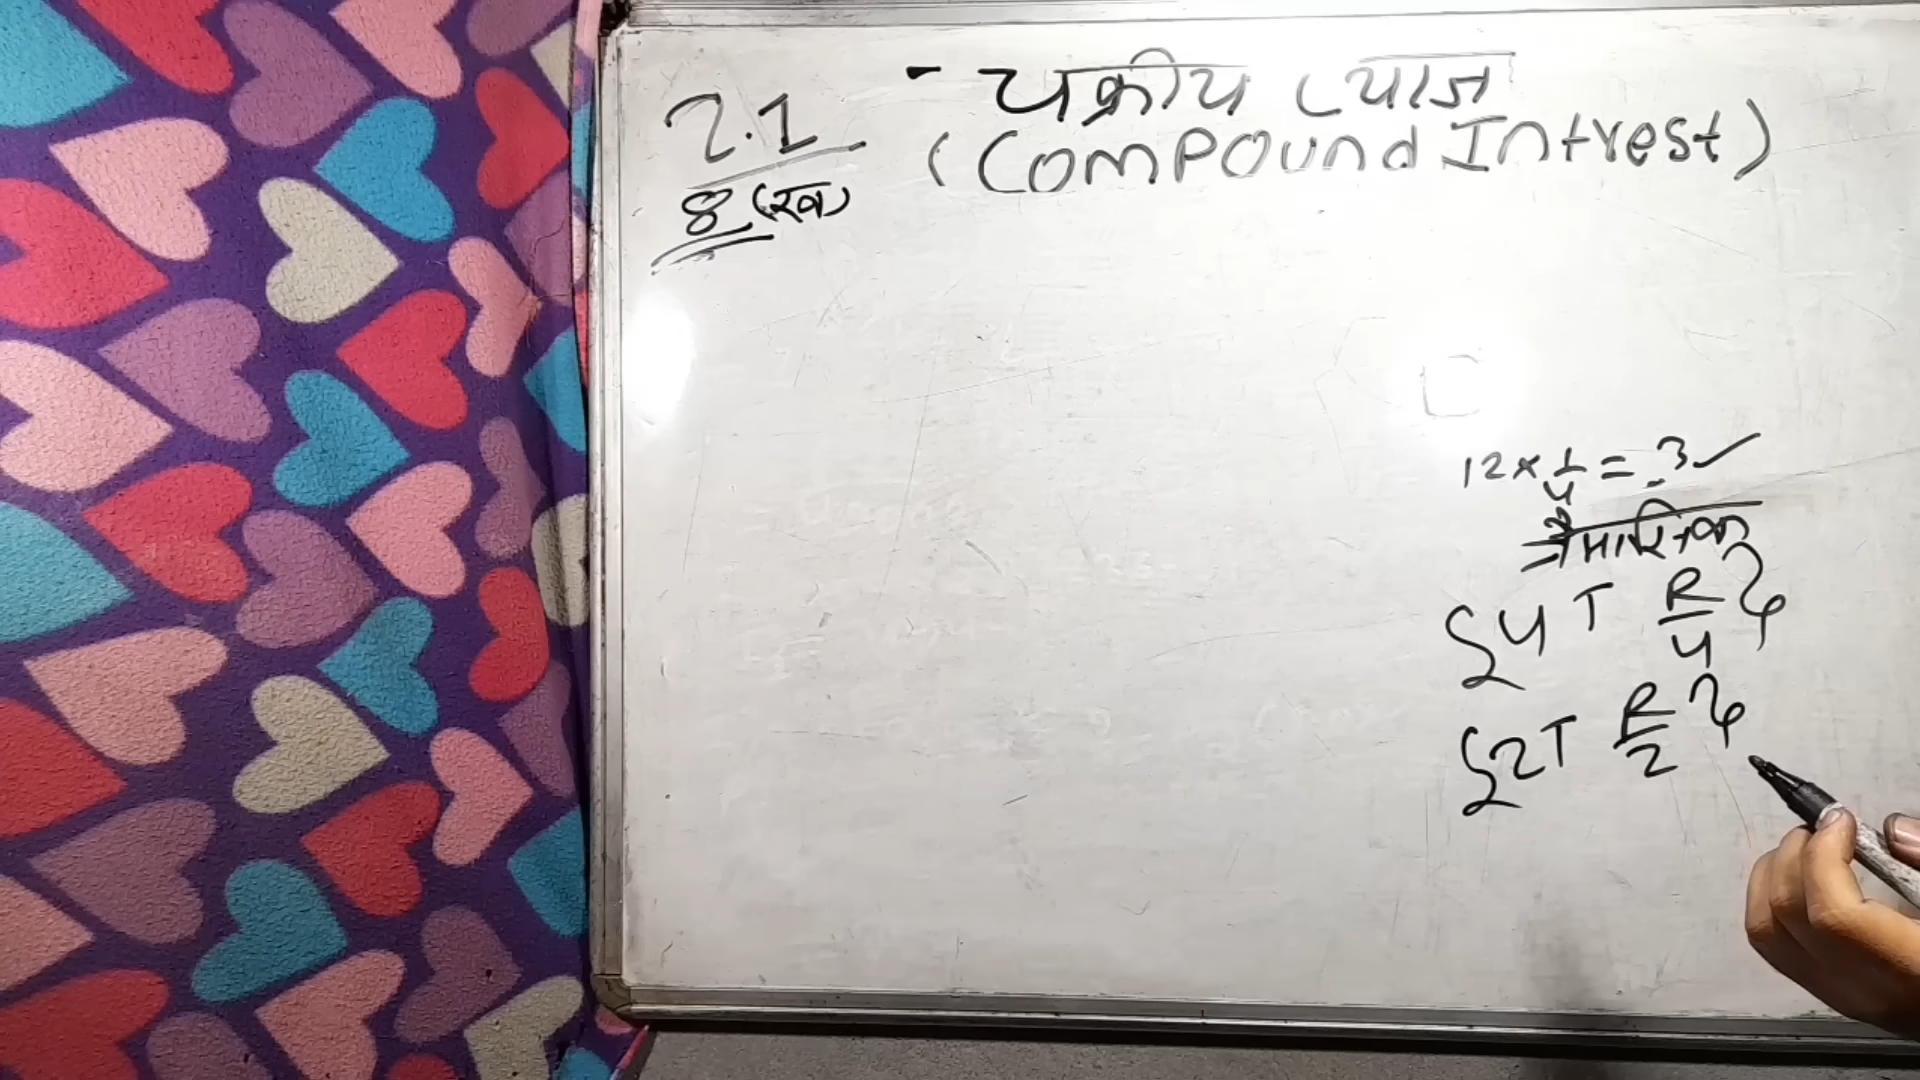 2.1
8 (ख)
- चक्रीय ब्याज
(Compound Intrest)
12 × 1/4 = 3 ✓
त्रैमासिक
{4T R/4}
{2T R/2}